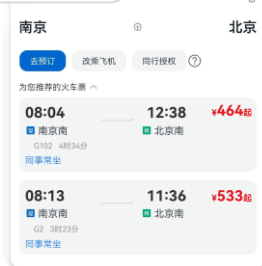 南京 北京
去预订 改乘飞机 同行授权 ?
为您推荐的火车票
08:04 12:38 ¥464起
南京南 北京南
G102 4时34分
同事常坐
08:13 11:36 ¥533起
南京南 北京南
G2 3时23分
同事常坐